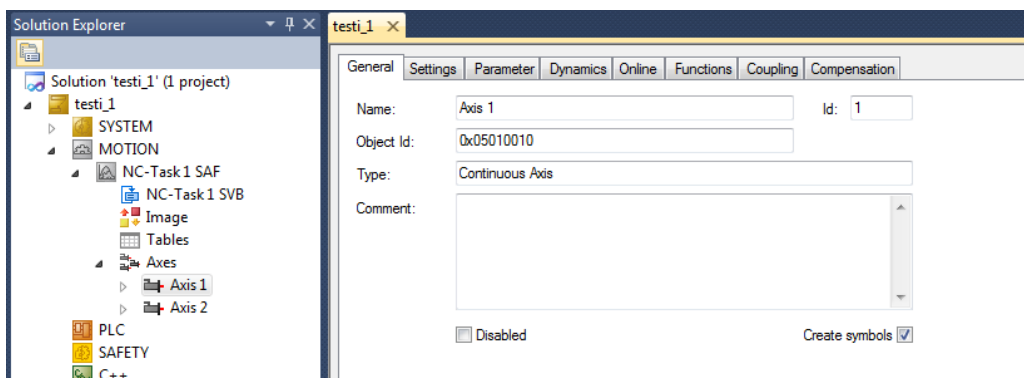 Solution Explorer
testi_1
Solution 'testi_1' (1 project)
testi_1
SYSTEM
MOTION
NC-Task 1 SAF
NC-Task 1 SVB
Image
Tables
Axes
Axis 1
Axis 2
PLC
SAFETY
C++
General Settings Parameter Dynamics Online Functions Coupling Compensation
Name: Axis 1 Id: 1
Object Id: 0x05010010
Type: Continuous Axis
Comment:
Disabled Create symbols